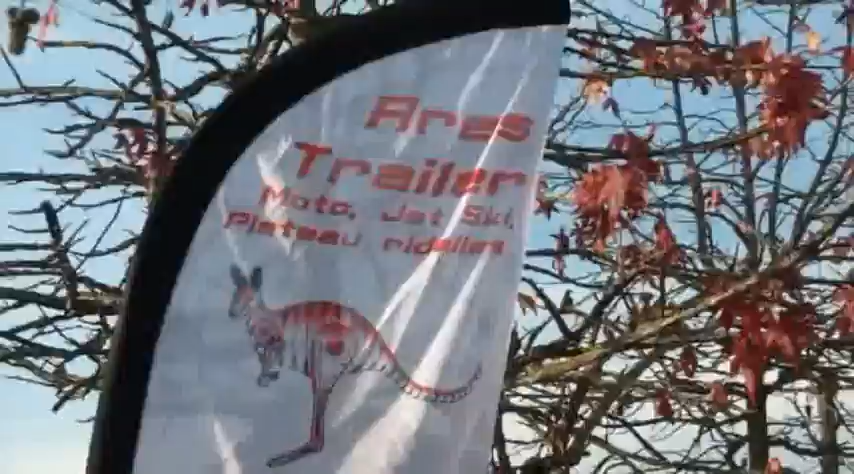 Ares
Trailer
Moto, Jet Ski,
Plateau ridelles